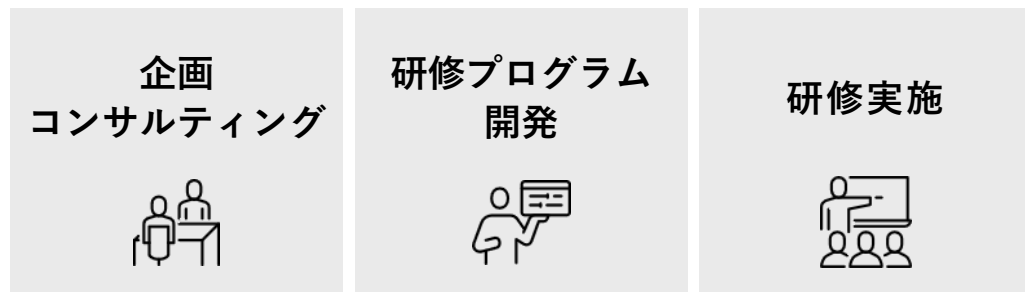 企画
コンサルティング
研修プログラム
開発
研修実施